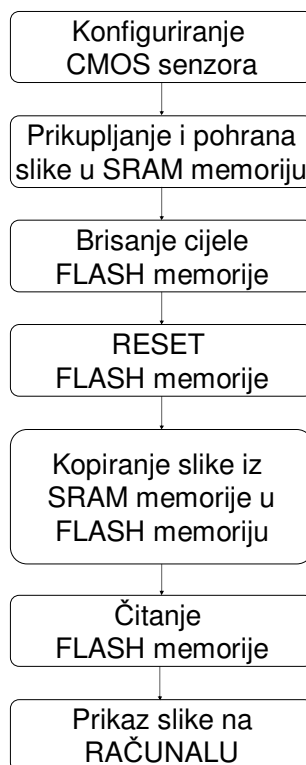 Konfiguriranje
CMOS senzora
Prikupljanje i pohrana
slike u SRAM memoriju
Brisanje cijele
FLASH memorije
RESET
FLASH memorije
Kopiranje slike iz
SRAM memorije u
FLASH memoriju
Čitanje
FLASH memorije
Prikaz slike na
RAČUNALU